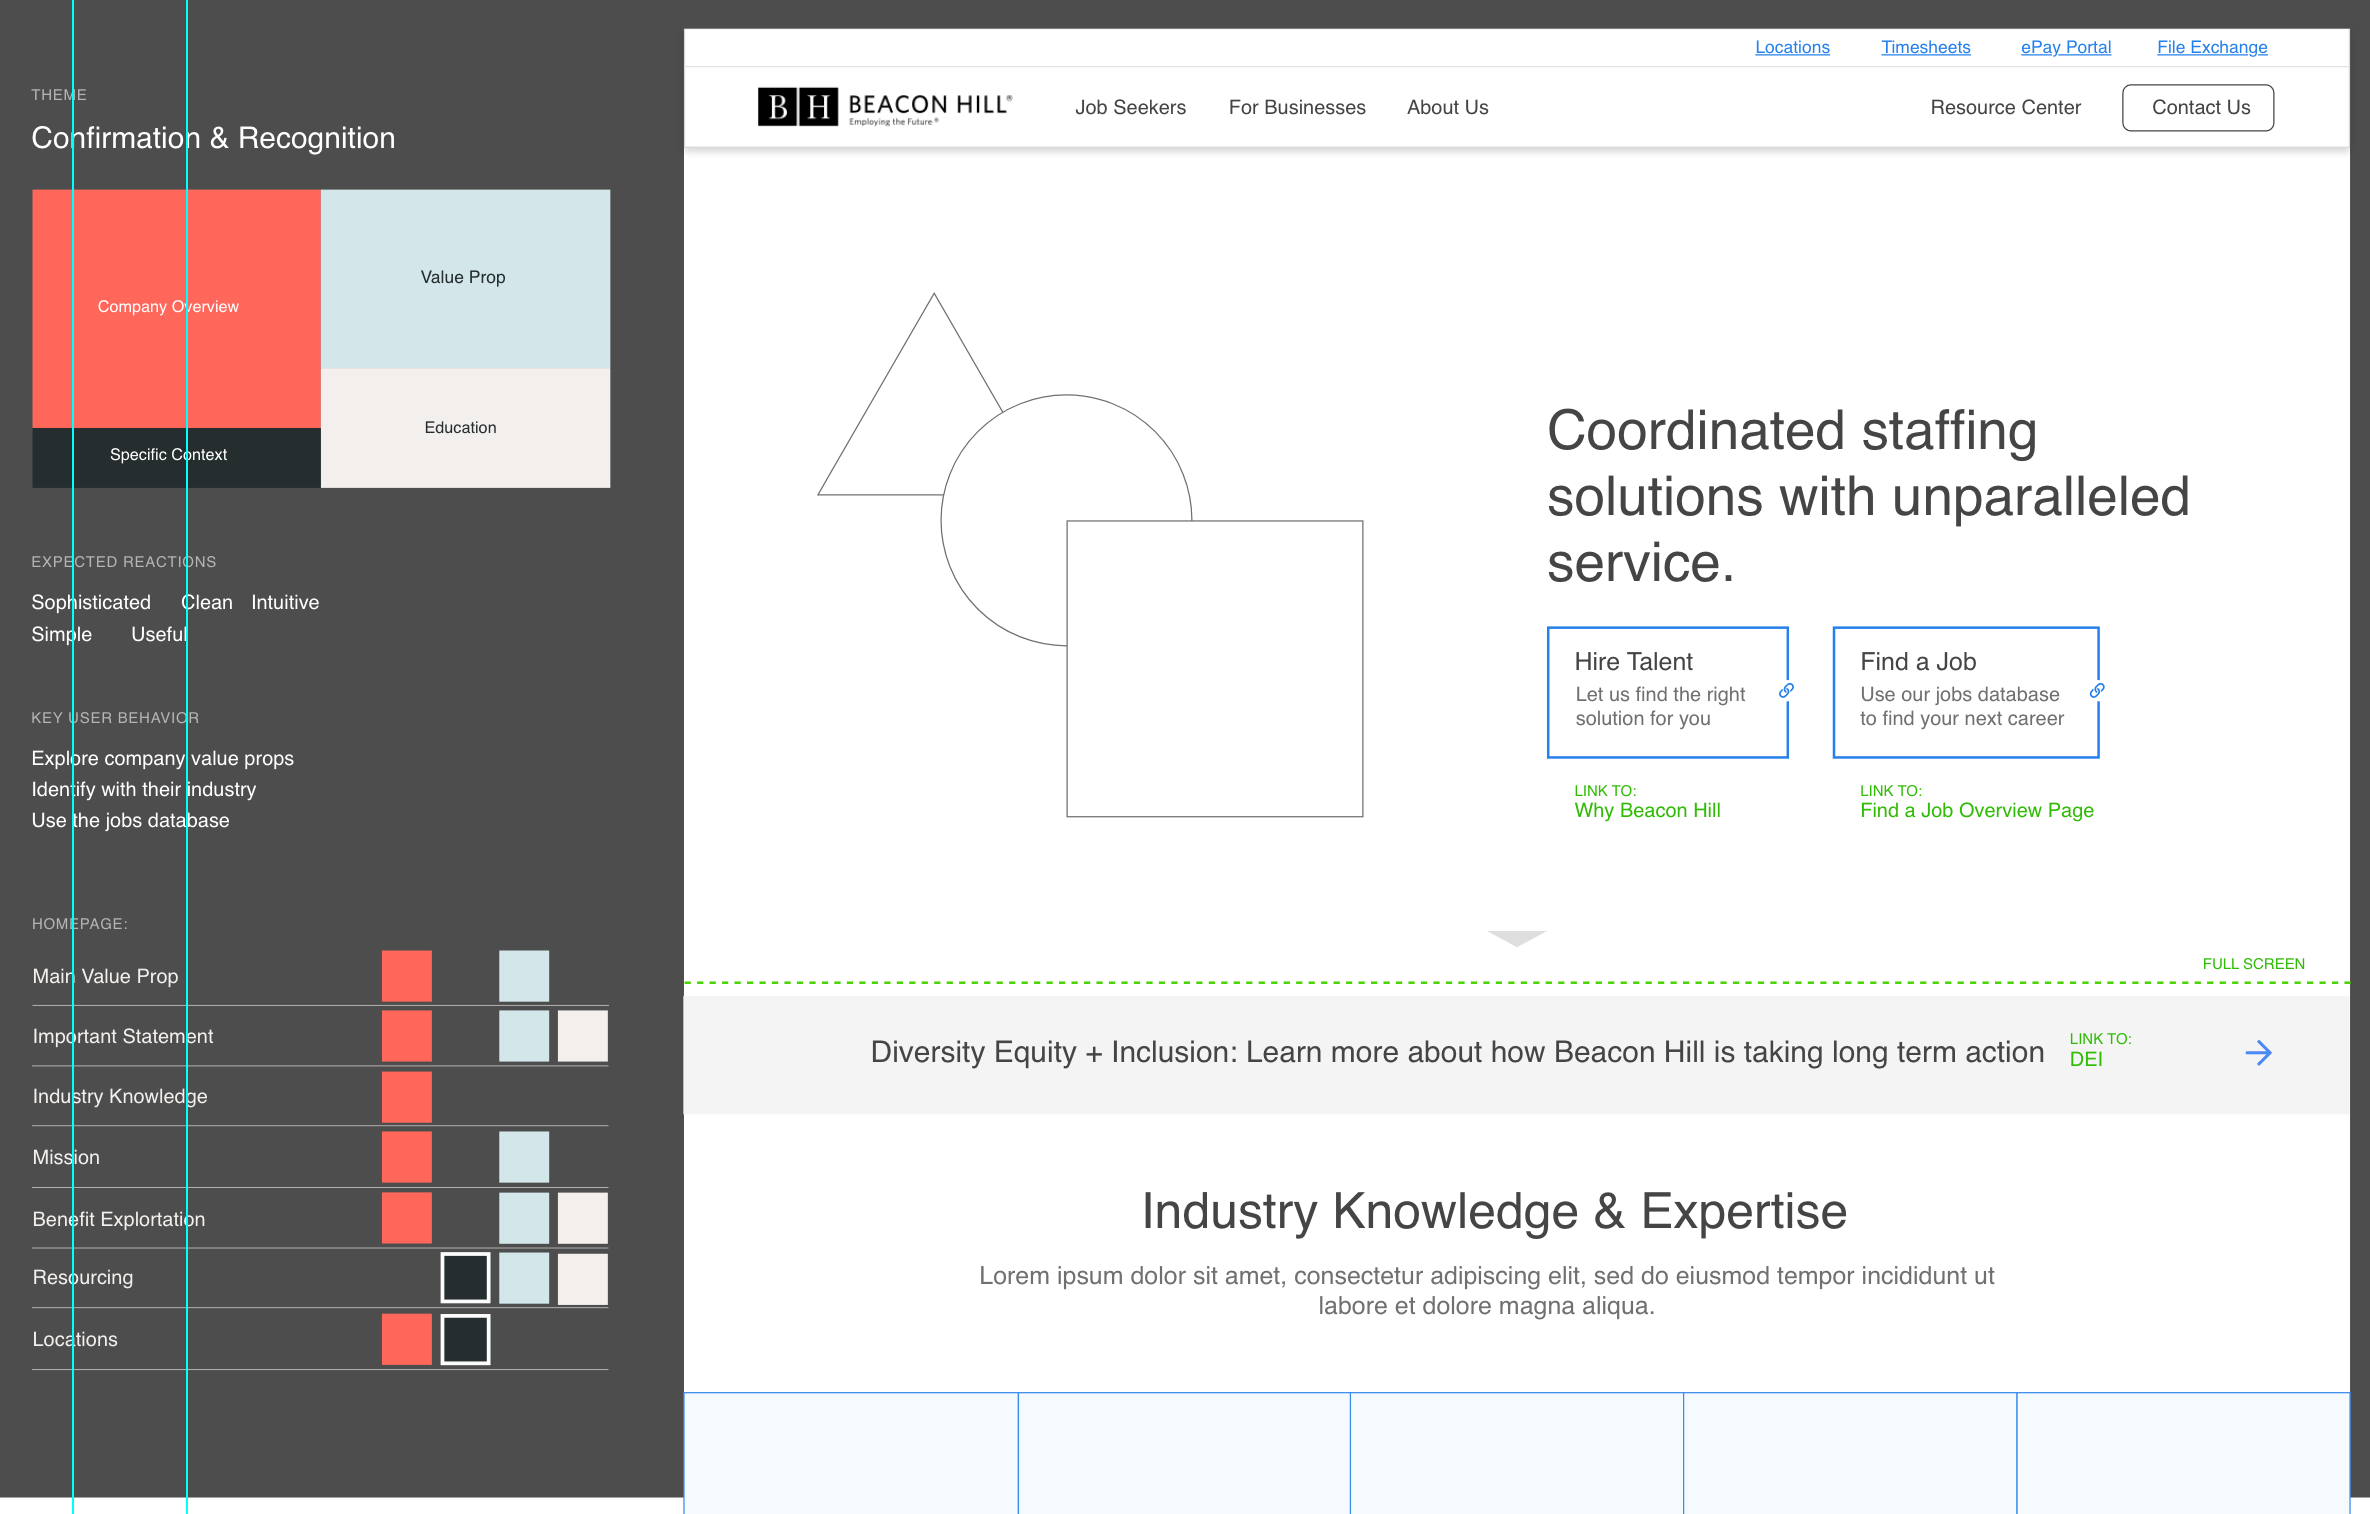 THEME
Confirmation & Recognition
Company Overview
Value Prop
Specific Context
Education
EXPECTED REACTIONS
Sophisticated Clean Intuitive
Simple Useful
KEY USER BEHAVIOR
Explore company value props
Identify with their industry
Use the jobs database
HOMEPAGE:
Main Value Prop
Important Statement
Industry Knowledge
Mission
Benefit Explortation
Resourcing
Locations
Locations Timesheets ePay Portal File Exchange
BH BEACON HILL®
Employing the Future®
Job Seekers For Businesses About Us Resource Center Contact Us
Coordinated staffing
solutions with unparalleled
service.
Hire Talent
Let us find the right
solution for you
LINK TO:
Why Beacon Hill
Find a Job
Use our jobs database
to find your next career
LINK TO:
Find a Job Overview Page
FULL SCREEN
Diversity Equity + Inclusion: Learn more about how Beacon Hill is taking long term action
LINK TO:
DEI
Industry Knowledge & Expertise
Lorem ipsum dolor sit amet, consectetur adipiscing elit, sed do eiusmod tempor incididunt ut
labore et dolore magna aliqua.